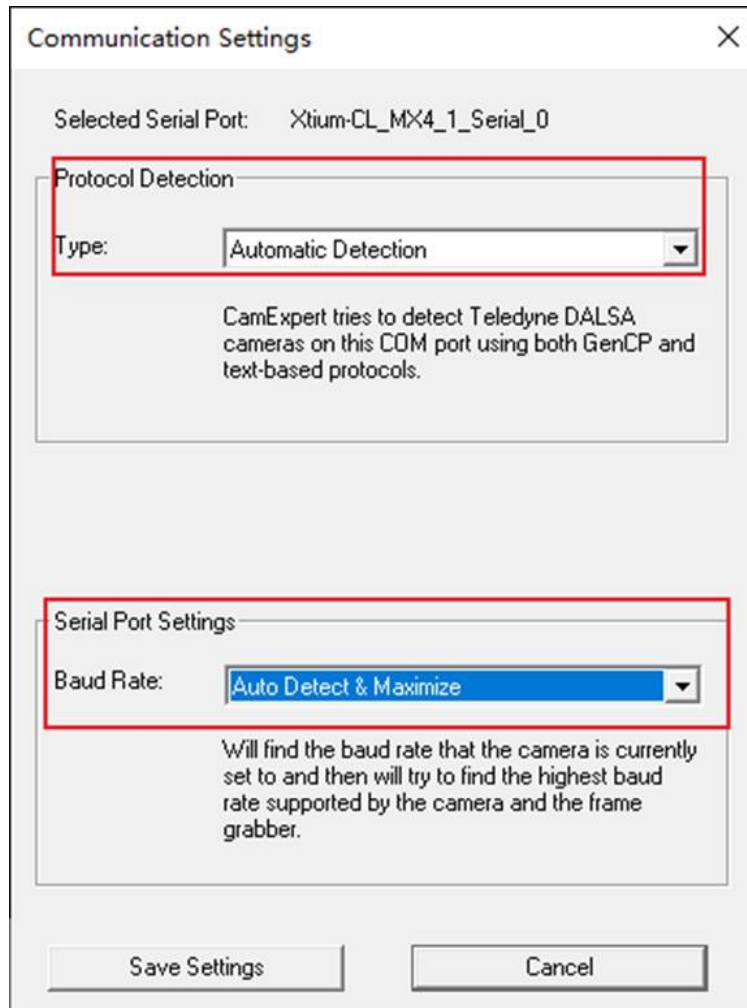 Communication Settings
Selected Serial Port: Xtium-CL_MX4_1_Serial_0
Protocol Detection
Type: Automatic Detection
CamExpert tries to detect Teledyne DALSA
cameras on this COM port using both GenCP and
text-based protocols.
Serial Port Settings
Baud Rate: Auto Detect & Maximize
Will find the baud rate that the camera is currently
set to and then will try to find the highest baud
rate supported by the camera and the frame
grabber.
Save Settings Cancel